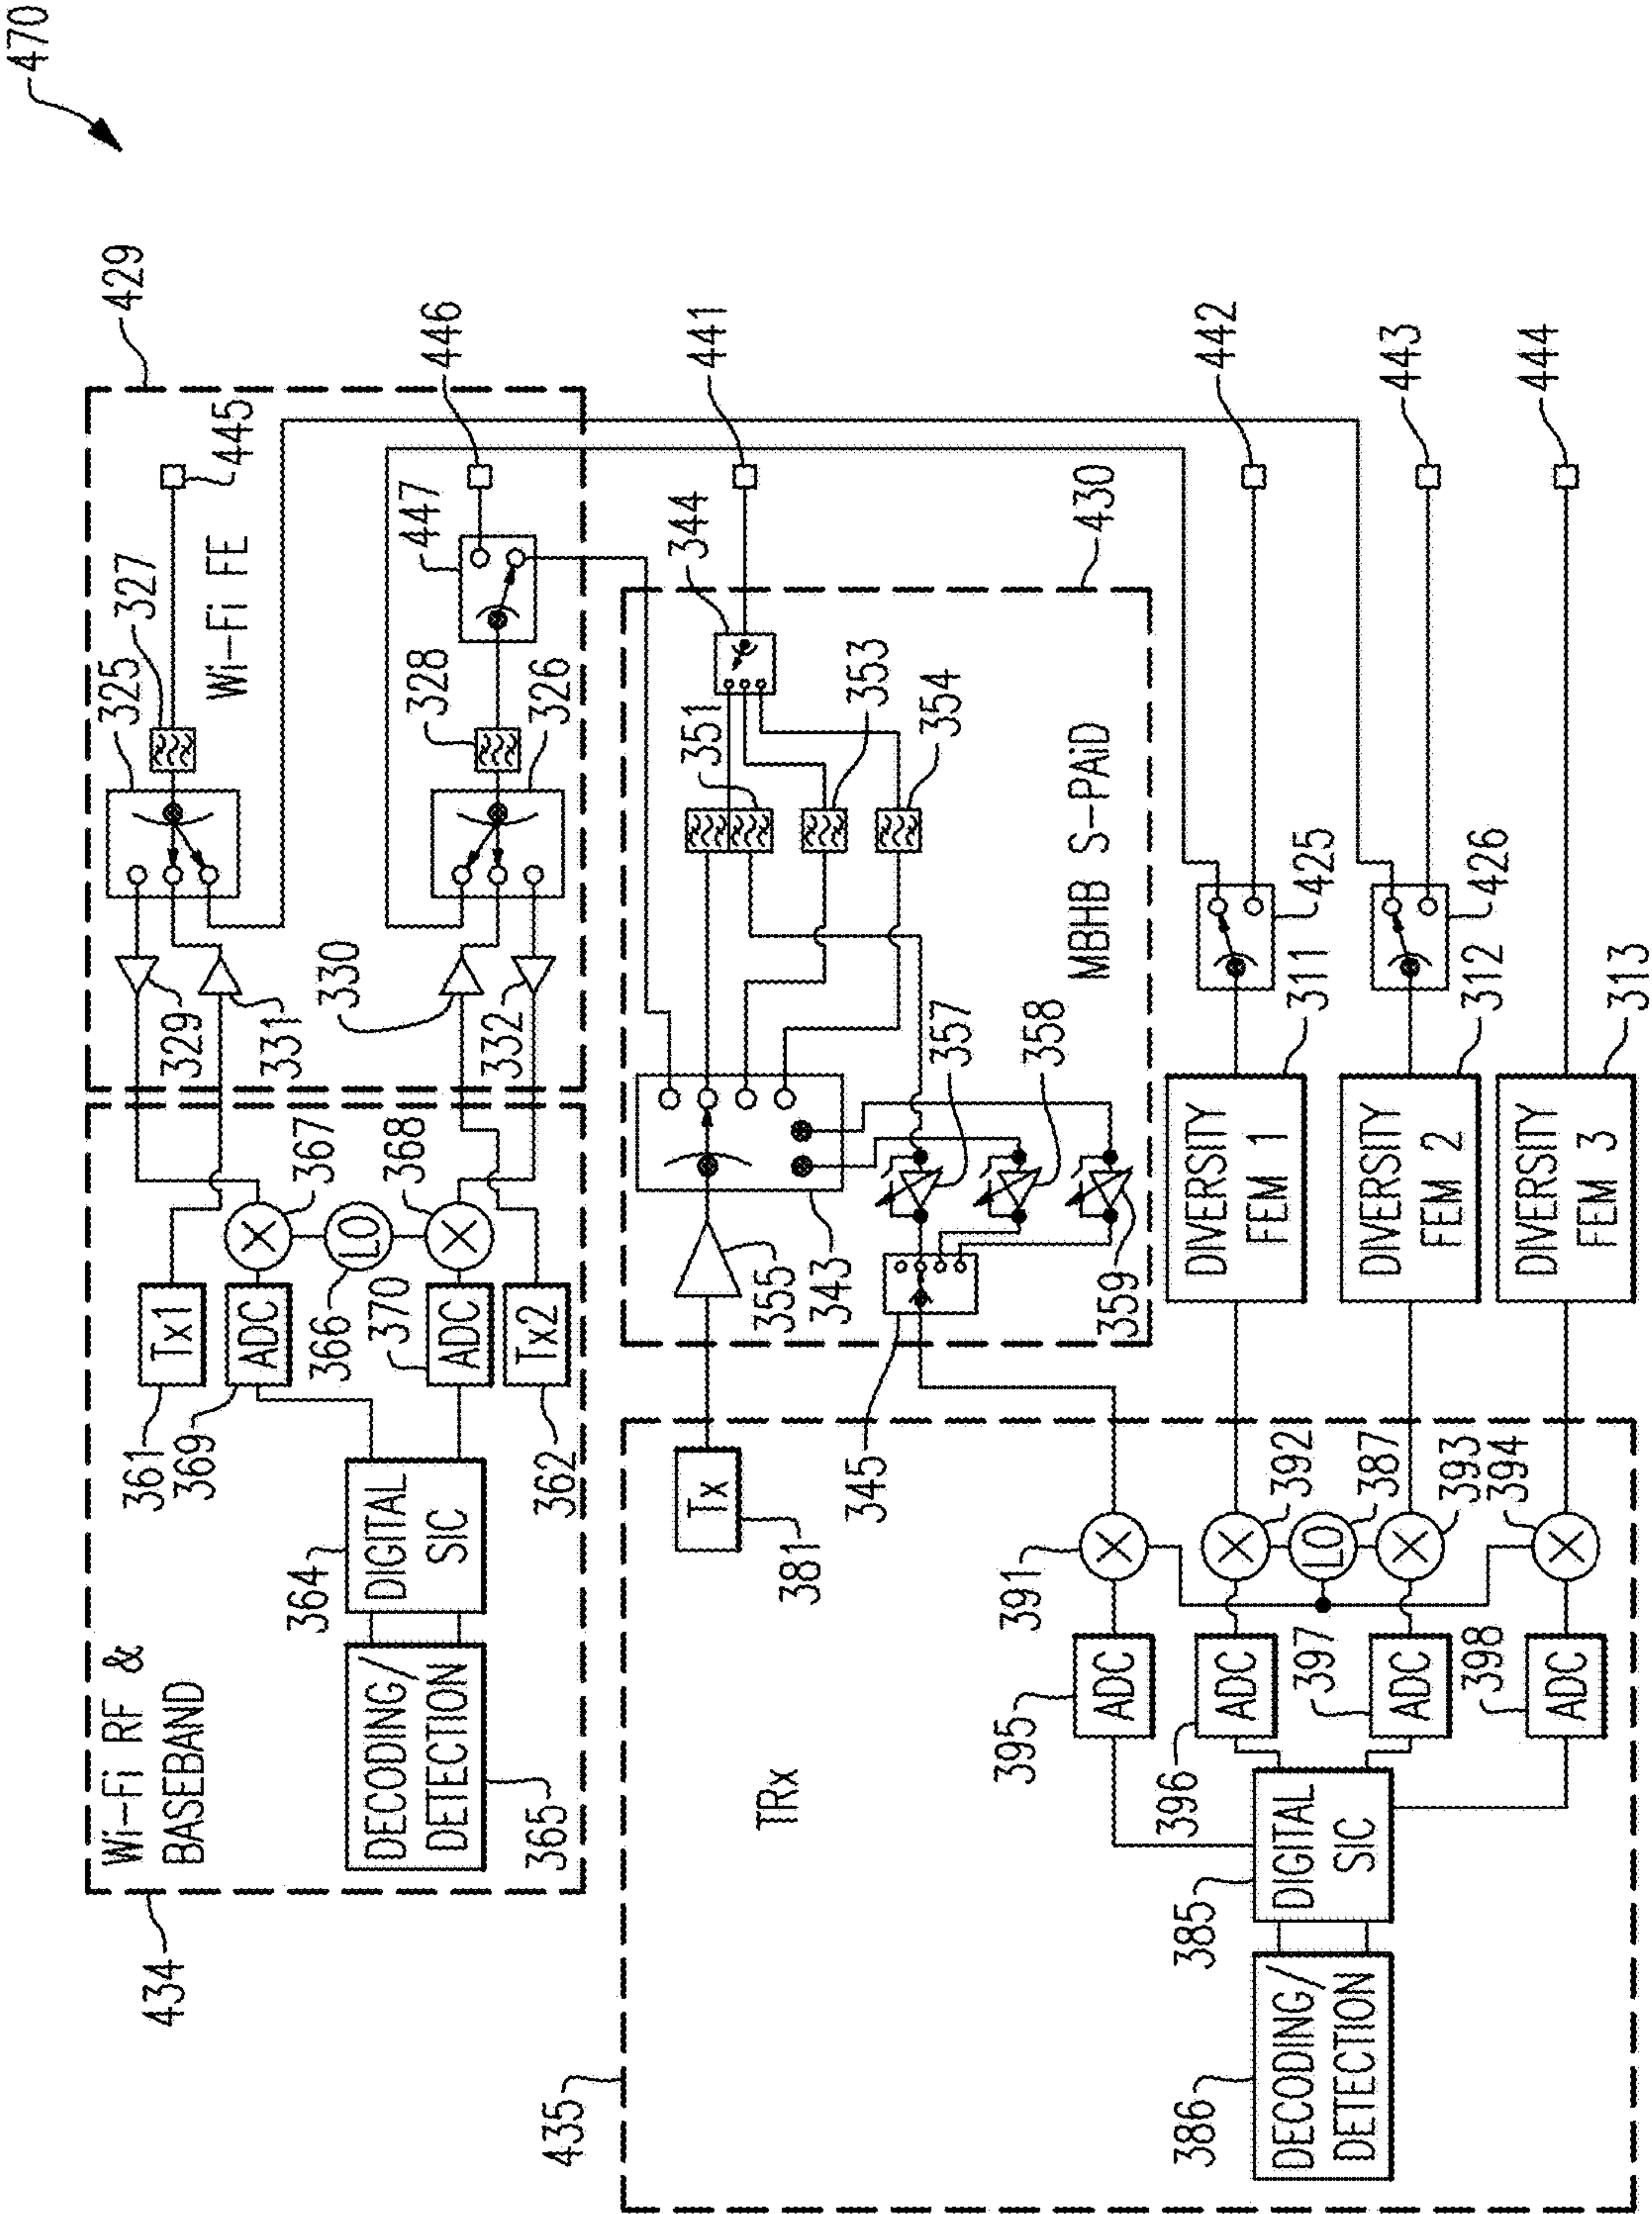 470
434
Wi-Fi RF &
BASEBAND
365
DECODING/
DETECTION
364
DIGITAL
SIC
361
Tx1
369
ADC
366
LO
370
ADC
362
Tx2
367
368
429
Wi-Fi FE
329
331
330
332
325
327
445
328
326
447
446
435
TRx
381
Tx
386
DECODING/
DETECTION
385
DIGITAL
SIC
395
ADC
396
ADC
397
ADC
398
ADC
391
392
387
LO
393
394
430
MBHB S-PAiD
355
343
345
357
358
359
351
353
354
344
441
DIVERSITY
FEM 1
311
425
442
DIVERSITY
FEM 2
312
426
443
DIVERSITY
FEM 3
313
444